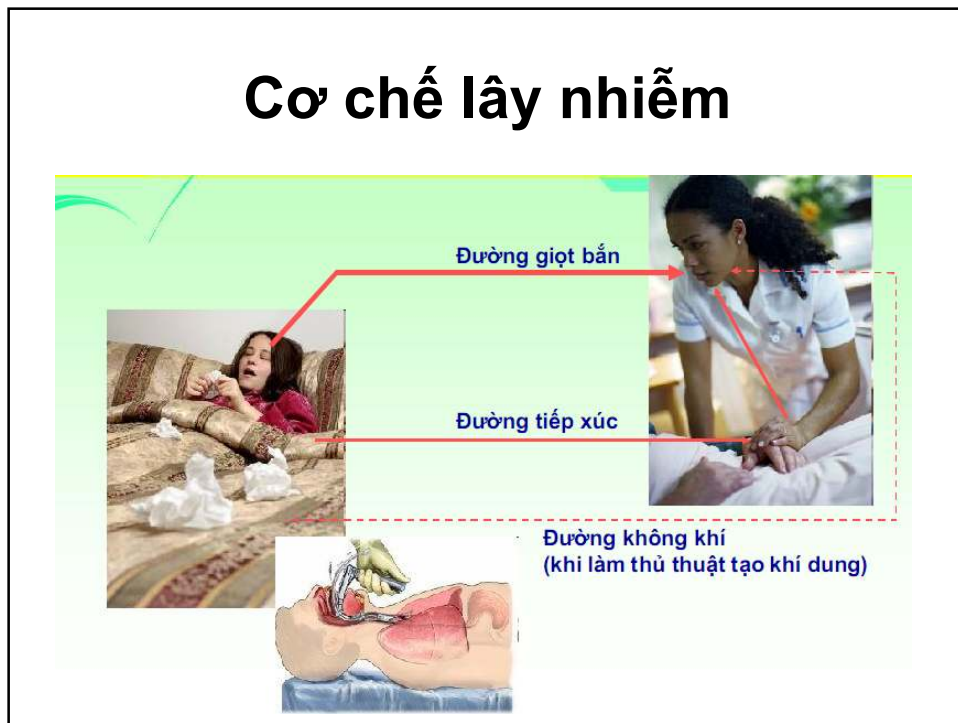 Cơ chế lây nhiễm
Đường giọt bắn
Đường tiếp xúc
Đường không khí
(khi làm thủ thuật tạo khí dung)